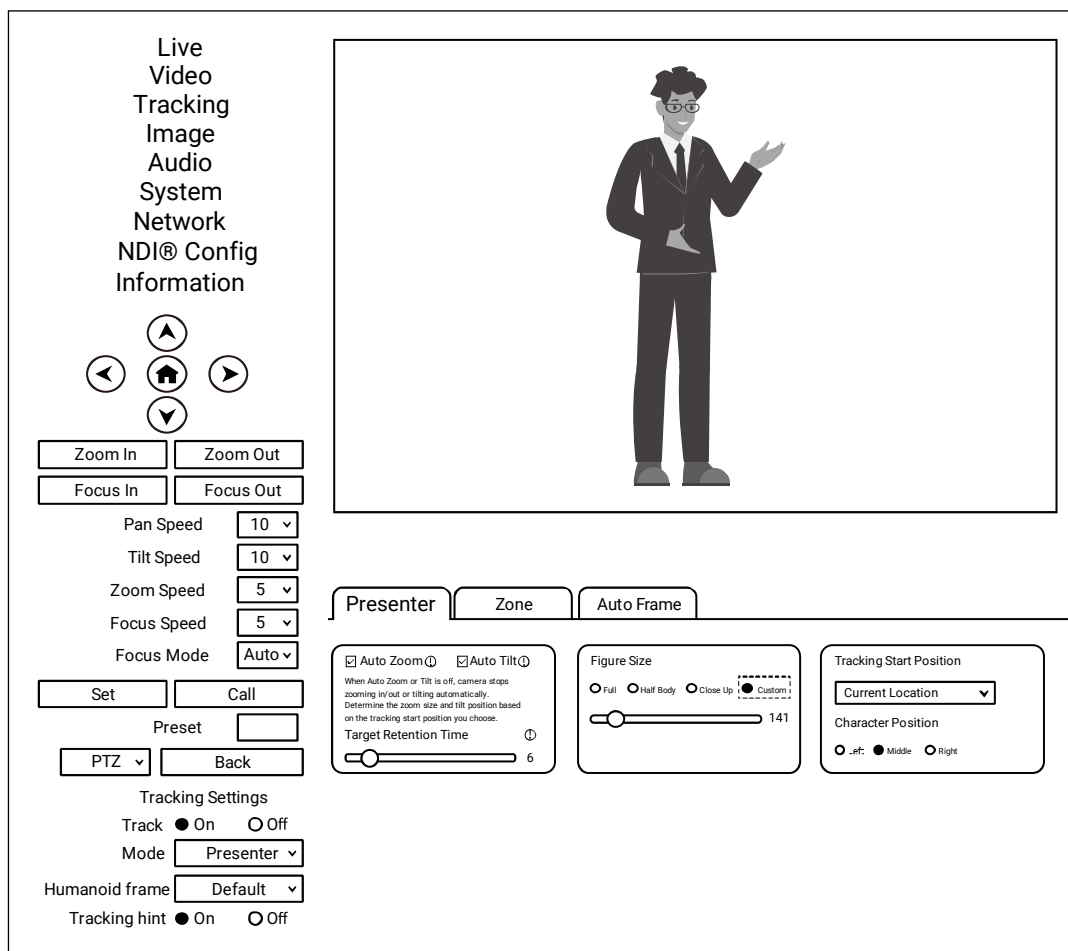 Live
Video
Tracking
Image
Audio
System
Network
NDI® Config
Information
Zoom In Zoom Out
Focus In Focus Out
Pan Speed 10
Tilt Speed 10
Zoom Speed 5
Focus Speed 5
Focus Mode Auto
Set Call
Preset
PTZ Back
Tracking Settings
Track On Off
Mode Presenter
Humanoid frame Default
Tracking hint On Off
Presenter Zone Auto Frame
Auto Zoom Auto Tilt
When Auto Zoom or Tilt is off, camera stops
zooming in/out or tilting automatically.
Determine the zoom size and tilt position based
on the tracking start position you choose.
Target Retention Time
6
Figure Size
Full Half Body Close Up Custom
141
Tracking Start Position
Current Location
Character Position
Middle Right